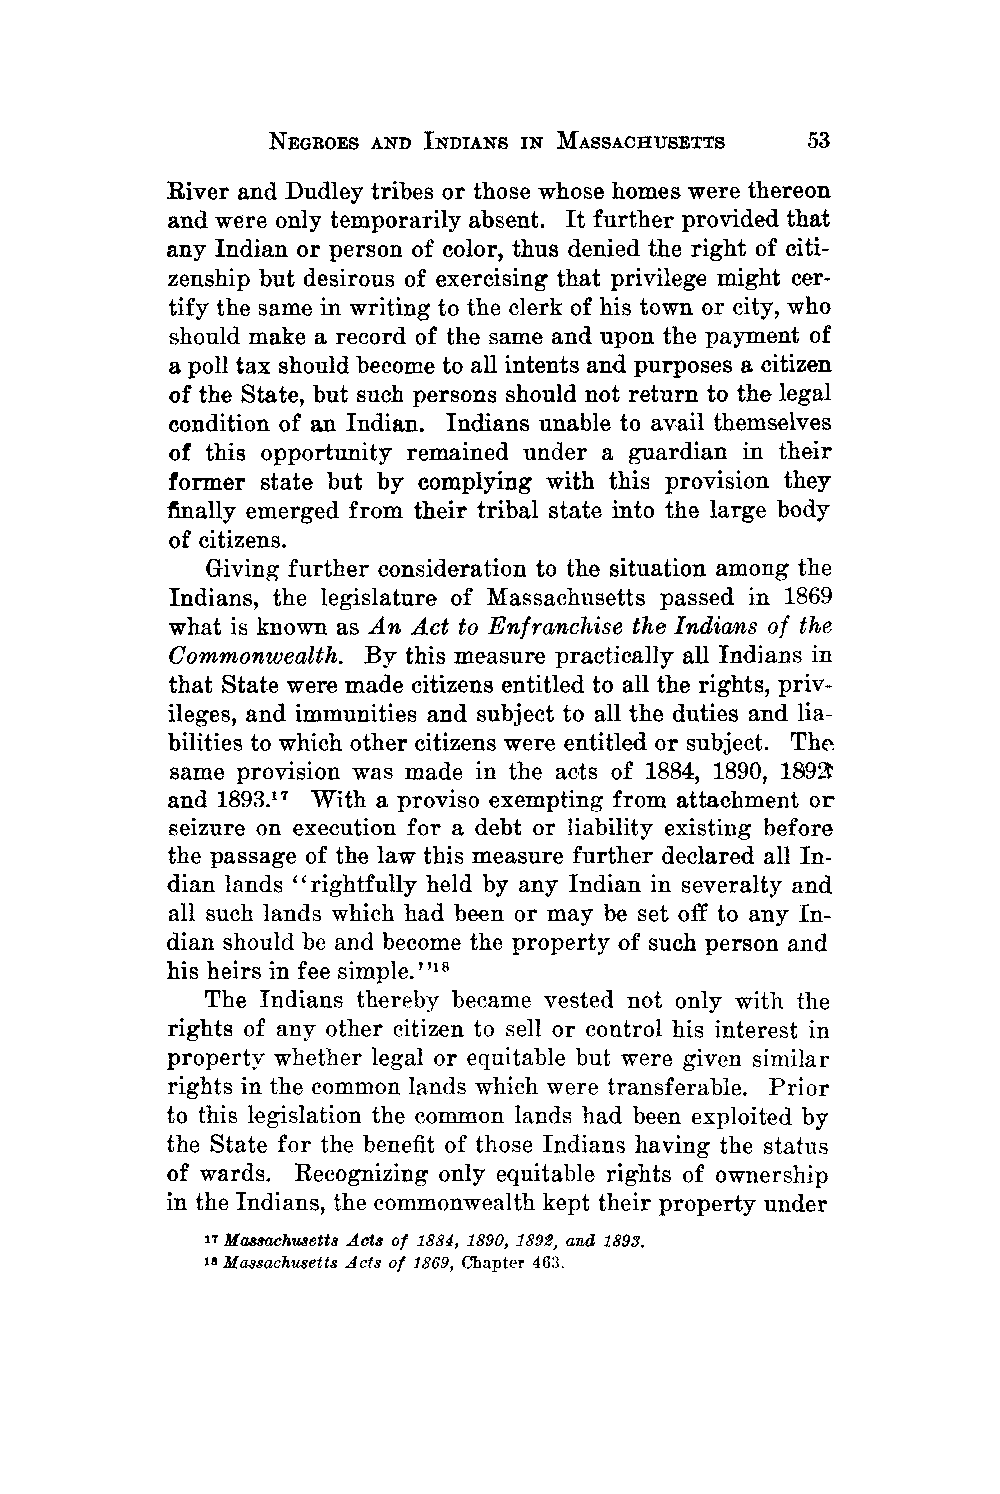 NEGROES AND INDIANS IN MASSACHUSETTS 53
River and Dudley tribes or those whose homes were thereon
and were only temporarily absent. It further provided that
any Indian or person of color, thus denied the right of citi-
zenship but desirous of exercising that privilege might cer-
tify the same in writing to the clerk of his town or city, who
should make a record of the same and upon the payment of
a poll tax should become to all intents and purposes a citizen
of the State, but such persons should not return to the legal
condition of an Indian. Indians unable to avail themselves
of this opportunity remained under a guardian in their
former state but by complying with this provision they
finally emerged from their tribal state into the large body
of citizens.
Giving further consideration to the situation among the
Indians, the legislature of Massachusetts passed in 1869
what is known as An Act to Enfranchise the Indians of the
Commonwealth. By this measure practically all Indians in
that State were made citizens entitled to all the rights, priv-
ileges, and immunities and subject to all the duties and lia-
bilities to which other citizens were entitled or subject. The
same provision was made in the acts of 1884, 1890, 1892
and 1893.¹⁷ With a proviso exempting from attachment or
seizure on execution for a debt or liability existing before
the passage of the law this measure further declared all In-
dian lands "rightfully held by any Indian in severalty and
all such lands which had been or may be set off to any In-
dian should be and become the property of such person and
his heirs in fee simple."¹⁸
The Indians thereby became vested not only with the
rights of any other citizen to sell or control his interest in
property whether legal or equitable but were given similar
rights in the common lands which were transferable. Prior
to this legislation the common lands had been exploited by
the State for the benefit of those Indians having the status
of wards. Recognizing only equitable rights of ownership
in the Indians, the commonwealth kept their property under
¹⁷ Massachusetts Acts of 1884, 1890, 1892, and 1893.
¹⁸ Massachusetts Acts of 1869, Chapter 463.